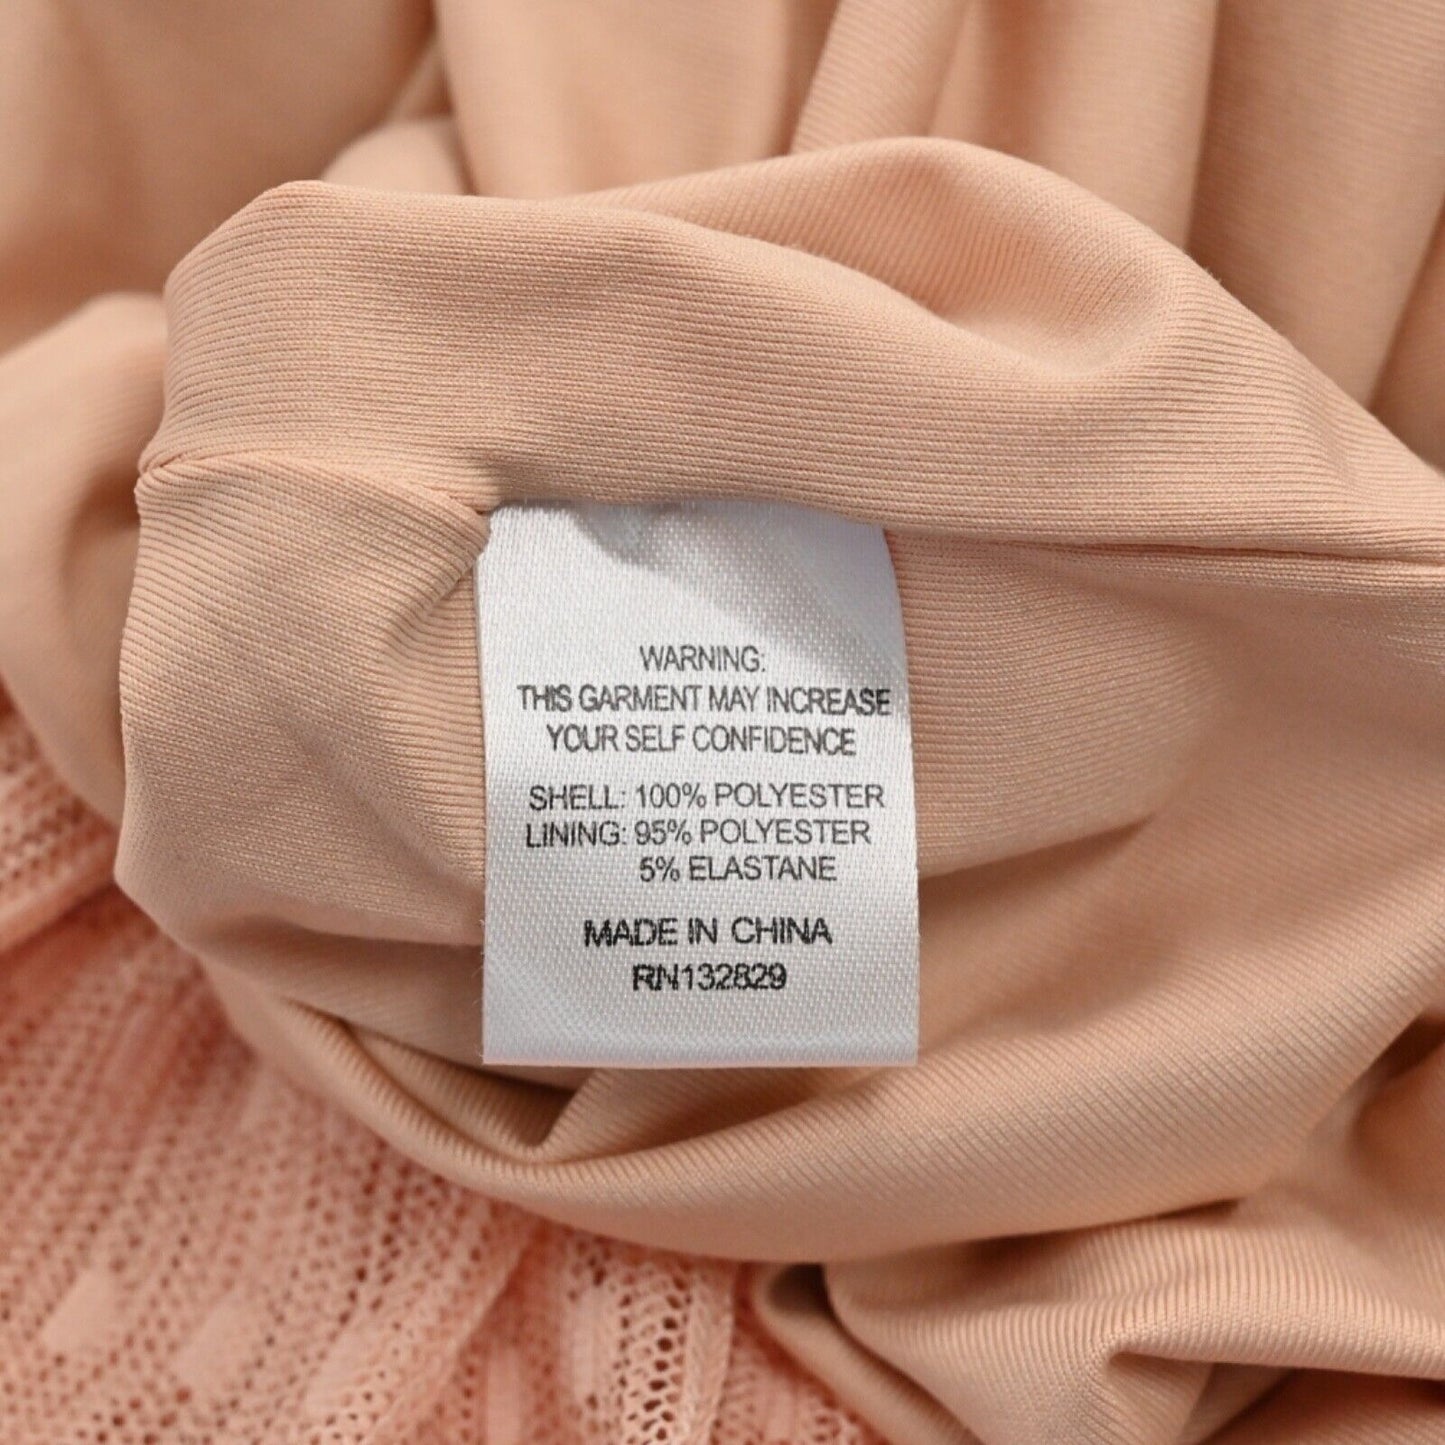 WARNING:
THIS GARMENT MAY INCREASE
YOUR SELF CONFIDENCE
SHELL: 100% POLYESTER
LINING: 95% POLYESTER
5% ELASTANE
MADE IN CHINA
RN132829